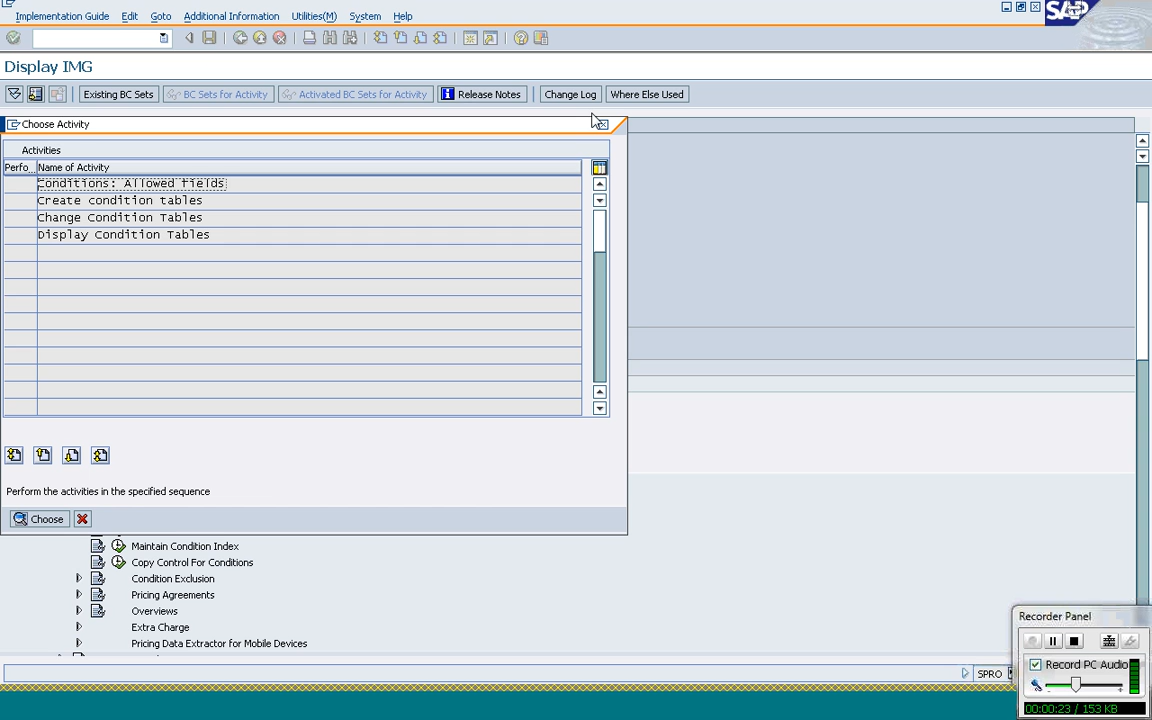 Implementation Guide Edit Goto Additional Information Utilities(M) System Help
SAP
Display IMG
Existing BC Sets BC Sets for Activity Activated BC Sets for Activity Release Notes Change Log Where Else Used
Choose Activity
Activities
Perfo... Name of Activity
Conditions: Allowed fields
Create condition tables
Change Condition Tables
Display Condition Tables
Perform the activities in the specified sequence
Choose
Maintain Condition Index
Copy Control For Conditions
Condition Exclusion
Pricing Agreements
Overviews
Extra Charge
Pricing Data Extractor for Mobile Devices
SPRO
Recorder Panel
Record PC Audio
00:00:23 / 153 KB